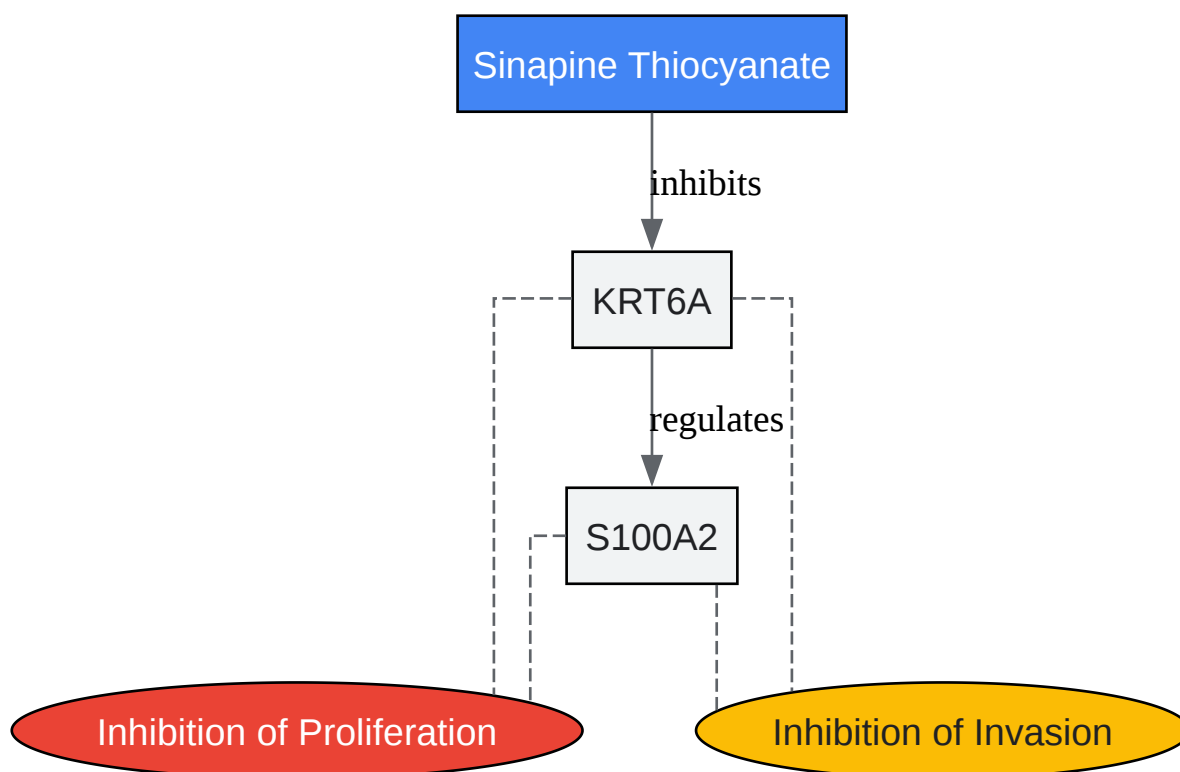 Sinapine Thiocyanate
inhibits
KRT6A
regulates
S100A2
Inhibition of Proliferation
Inhibition of Invasion